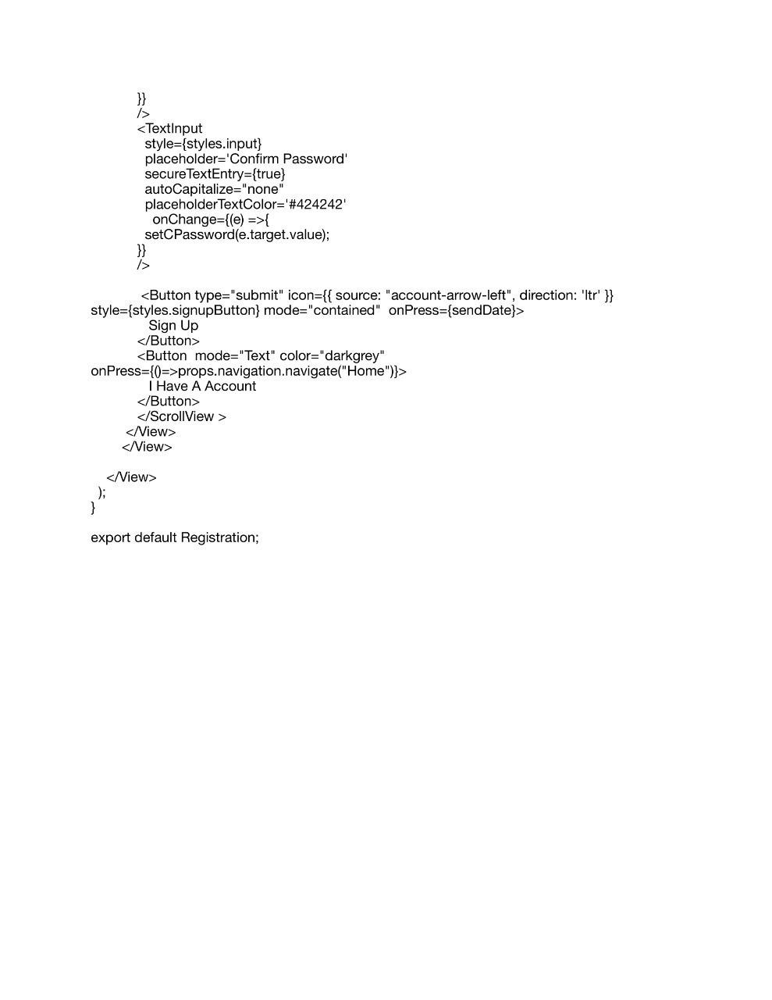 }}
/>
<TextInput
style={styles.input}
placeholder='Confirm Password'
secureTextEntry={true}
autoCapitalize="none"
placeholderTextColor='#424242'
onChange={(e) =>{
setCPassword(e.target.value);
}}
/>
<Button type="submit" icon={{ source: "account-arrow-left", direction: 'ltr' }}
style={styles.signupButton} mode="contained"  onPress={sendDate}>
Sign Up
</Button>
<Button  mode="Text" color="darkgrey"
onPress={()=>props.navigation.navigate("Home")}>
I Have A Account
</Button>
</ScrollView >
</View>
</View>
</View>
);
}
export default Registration;